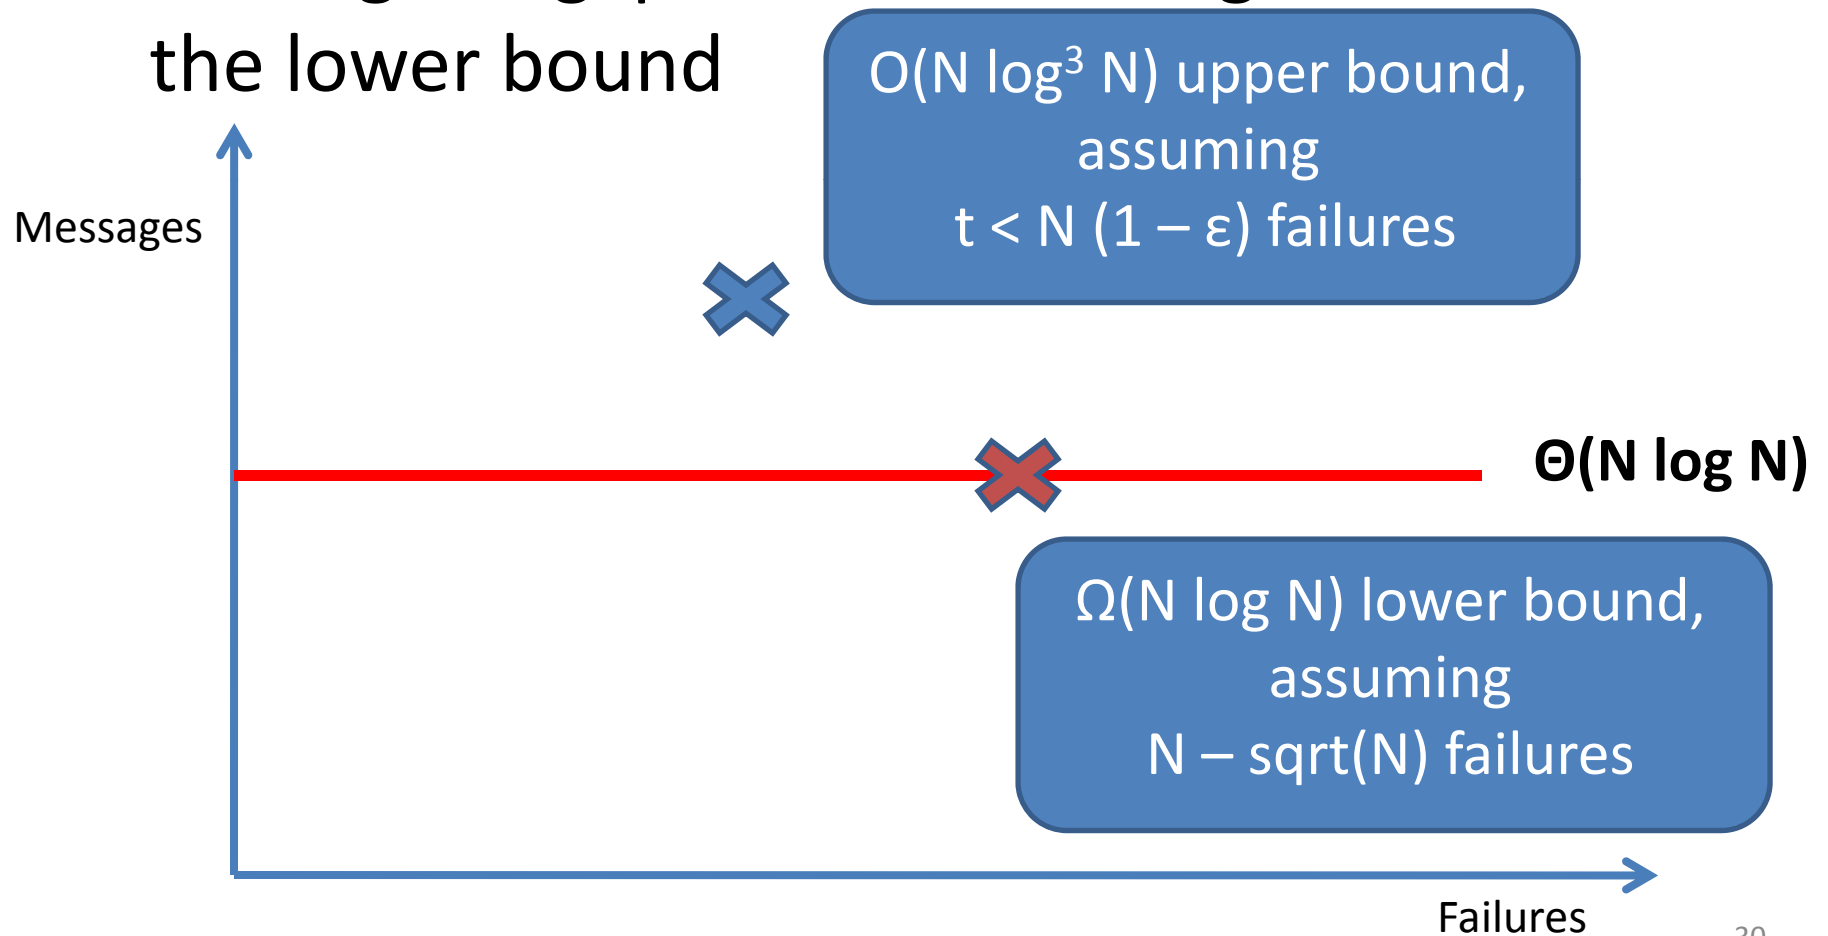 the lower bound
O(N log³ N) upper bound,
assuming
t < N (1 – ε) failures
Messages
Θ(N log N)
Ω(N log N) lower bound,
assuming
N – sqrt(N) failures
Failures